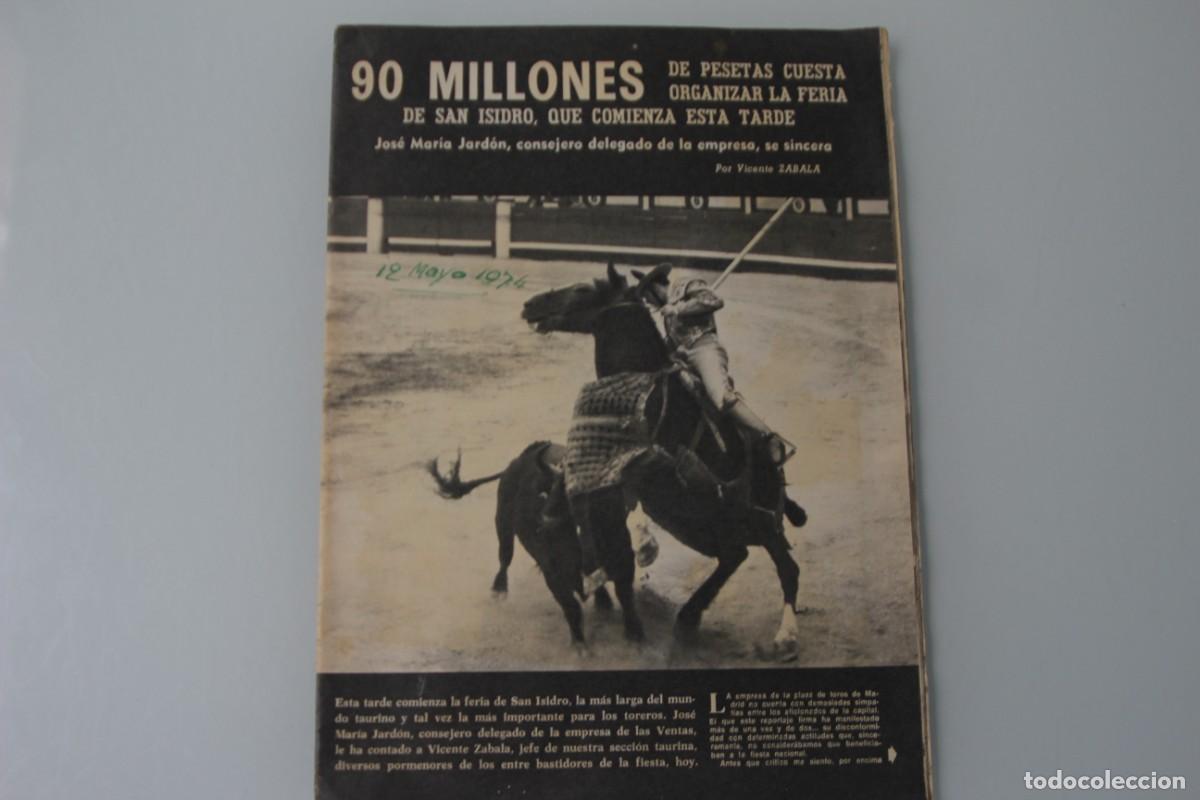 90 MILLONES DE PESETAS CUESTA
ORGANIZAR LA FERIA
DE SAN ISIDRO, QUE COMIENZA ESTA TARDE
José María Jardón, consejero delegado de la empresa, se sincera
Por Vicente ZABALA
12 Mayo 1974
Esta tarde comienza la feria de San Isidro, la más larga del mun-
do taurino y tal vez la más importante para los toreros. José
María Jardón, consejero delegado de la empresa de las Ventas,
le ha contado a Vicente Zabala, jefe de nuestra sección taurina,
diversos pormenores de los entre bastidores de la fiesta, hoy.
LA empresa de la plaza de toros de Ma-
drid no cuenta con demasiadas simpa-
tías entre los aficionados de la capital.
El que este reportaje firma ha manifestado
más de una vez y de dos... su disconformi-
dad con determinadas actitudes que, since-
ramente, no considerábamos que beneficia-
ban a la fiesta nacional.
Antes que crítico me siento, por encima
todocoleccion